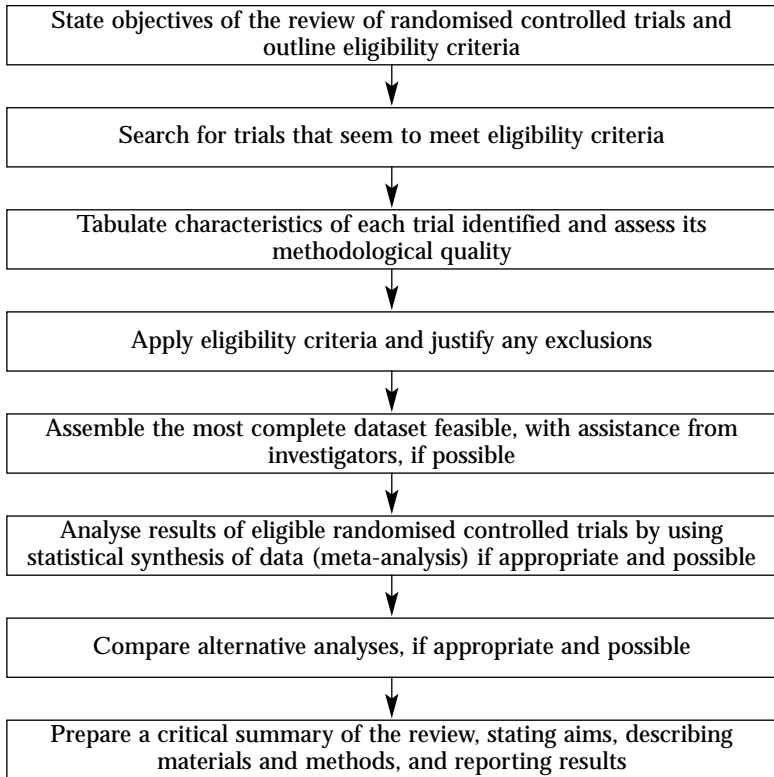 State objectives of the review of randomised controlled trials and
outline eligibility criteria
Search for trials that seem to meet eligibility criteria
Tabulate characteristics of each trial identified and assess its
methodological quality
Apply eligibility criteria and justify any exclusions
Assemble the most complete dataset feasible, with assistance from
investigators, if possible
Analyse results of eligible randomised controlled trials by using
statistical synthesis of data (meta-analysis) if appropriate and possible
Compare alternative analyses, if appropriate and possible
Prepare a critical summary of the review, stating aims, describing
materials and methods, and reporting results